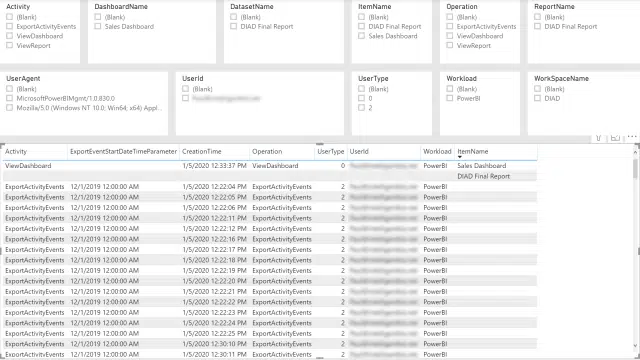 Activity
(Blank)
ExportActivityEvents
ViewDashboard
ViewReport
DashboardName
(Blank)
Sales Dashboard
DatasetName
(Blank)
DIAD Final Report
ItemName
(Blank)
DIAD Final Report
Sales Dashboard
Operation
(Blank)
ExportActivityEvents
ViewDashboard
ViewReport
ReportName
(Blank)
DIAD Final Report
UserAgent
(Blank)
MicrosoftPowerBIMgmt/1.0.830.0
Mozilla/5.0 (Windows NT 10.0; Win64; x64) Appl...
UserId
(Blank)
UserType
(Blank)
0
2
Workload
(Blank)
PowerBI
WorkSpaceName
(Blank)
DIAD
Activity ExportEventStartDateTimeParameter CreationTime Operation UserType UserId Workload ItemName
ViewDashboard 1/5/2020 12:33:37 PM ViewDashboard 0 PowerBI Sales Dashboard
DIAD Final Report
ExportActivityEvents 12/1/2019 12:00:00 AM 1/5/2020 12:22:04 PM ExportActivityEvents 2 PowerBI
ExportActivityEvents 12/1/2019 12:00:00 AM 1/5/2020 12:22:05 PM ExportActivityEvents 2 PowerBI
ExportActivityEvents 12/1/2019 12:00:00 AM 1/5/2020 12:22:06 PM ExportActivityEvents 2 PowerBI
ExportActivityEvents 12/1/2019 12:00:00 AM 1/5/2020 12:22:11 PM ExportActivityEvents 2 PowerBI
ExportActivityEvents 12/1/2019 12:00:00 AM 1/5/2020 12:22:12 PM ExportActivityEvents 2 PowerBI
ExportActivityEvents 12/1/2019 12:00:00 AM 1/5/2020 12:22:16 PM ExportActivityEvents 2 PowerBI
ExportActivityEvents 12/1/2019 12:00:00 AM 1/5/2020 12:22:17 PM ExportActivityEvents 2 PowerBI
ExportActivityEvents 12/1/2019 12:00:00 AM 1/5/2020 12:22:18 PM ExportActivityEvents 2 PowerBI
ExportActivityEvents 12/1/2019 12:00:00 AM 1/5/2020 12:22:19 PM ExportActivityEvents 2 PowerBI
ExportActivityEvents 12/1/2019 12:00:00 AM 1/5/2020 12:22:20 PM ExportActivityEvents 2 PowerBI
ExportActivityEvents 12/1/2019 12:00:00 AM 1/5/2020 12:22:21 PM ExportActivityEvents 2 PowerBI
ExportActivityEvents 12/1/2019 12:00:00 AM 1/5/2020 12:22:22 PM ExportActivityEvents 2 PowerBI
ExportActivityEvents 12/1/2019 12:00:00 AM 1/5/2020 12:22:23 PM ExportActivityEvents 2 PowerBI
ExportActivityEvents 12/1/2019 12:00:00 AM 1/5/2020 12:22:24 PM ExportActivityEvents 2 PowerBI
ExportActivityEvents 12/1/2019 12:00:00 AM 1/5/2020 12:22:25 PM ExportActivityEvents 2 PowerBI
ExportActivityEvents 12/1/2019 12:00:00 AM 1/5/2020 12:30:10 PM ExportActivityEvents 2 PowerBI
ExportActivityEvents 12/1/2019 12:00:00 AM 1/5/2020 12:30:11 PM ExportActivityEvents 2 PowerBI